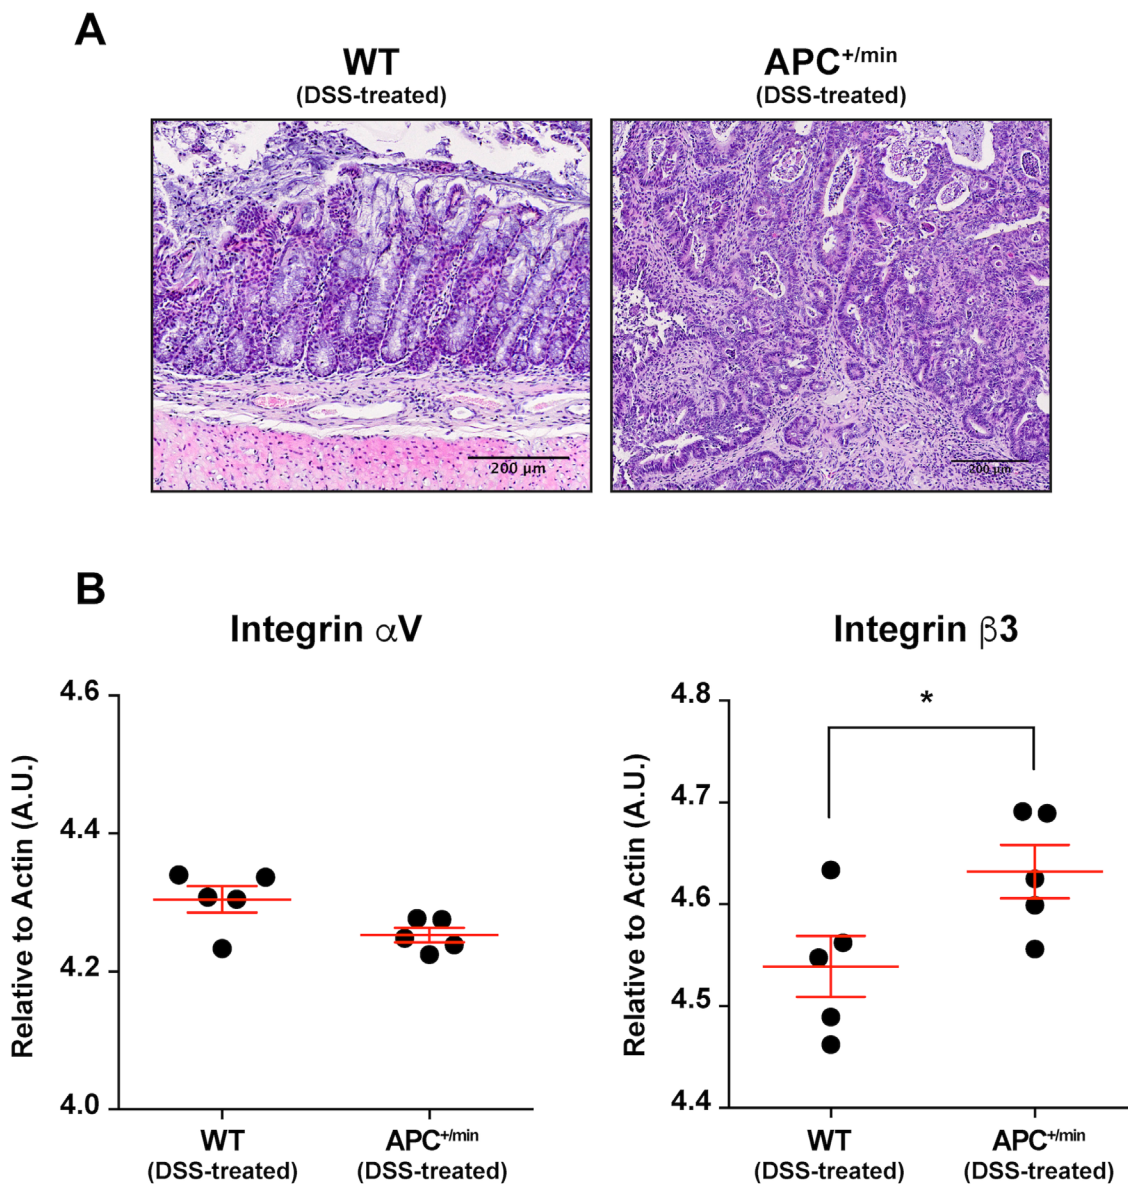 A
WT
(DSS-treated)
APC+/min
(DSS-treated)
200 µm
200 µm
B
Integrin αV
Relative to Actin (A.U.)
4.6
4.4
4.2
4.0
WT
(DSS-treated)
APC+/min
(DSS-treated)
Integrin β3
Relative to Actin (A.U.)
4.8
4.7
4.6
4.5
4.4
*
WT
(DSS-treated)
APC+/min
(DSS-treated)